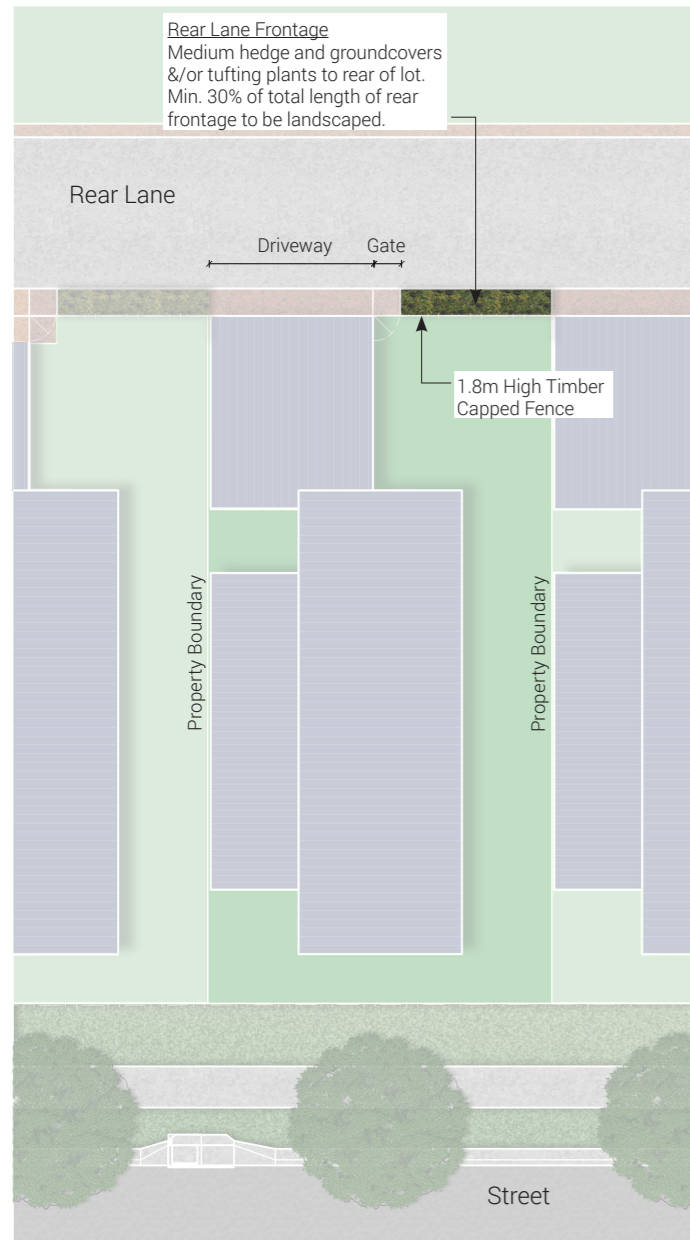 Rear Lane Frontage
Medium hedge and groundcovers
&/or tufting plants to rear of lot.
Min. 30% of total length of rear
frontage to be landscaped.
Rear Lane
Driveway
Gate
1.8m High Timber
Capped Fence
Property Boundary
Property Boundary
Street